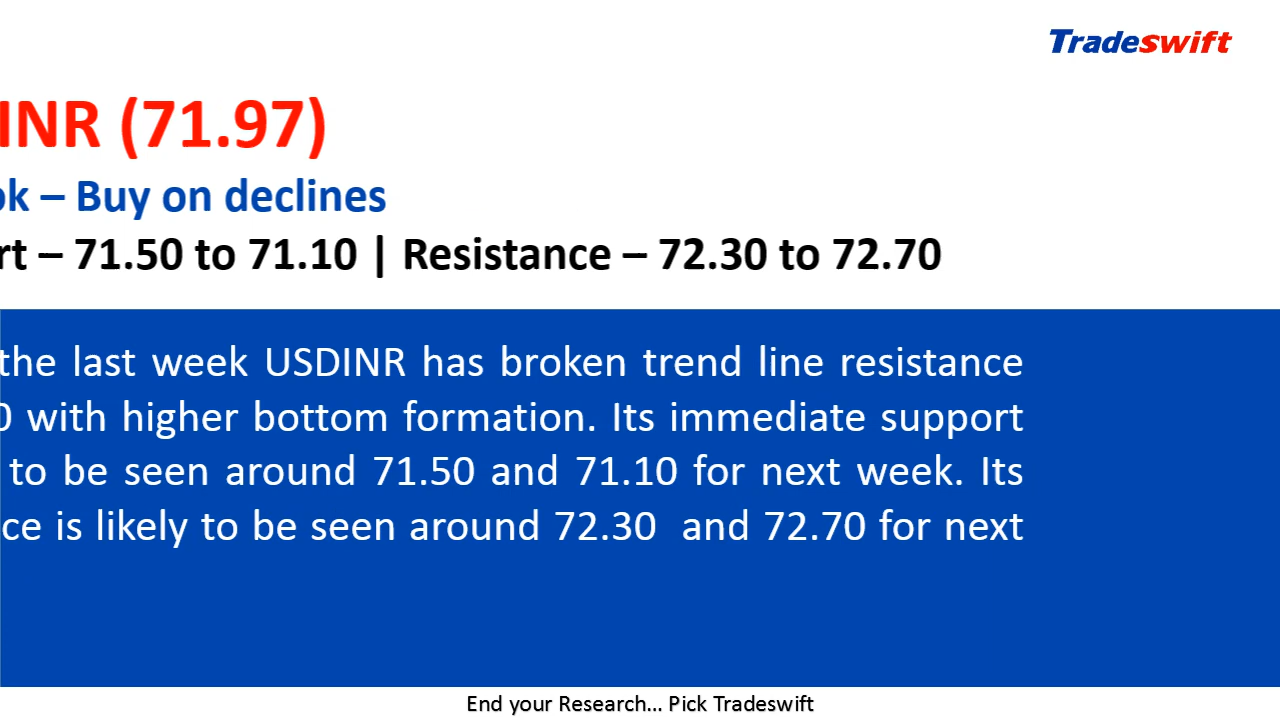 Tradeswift
INR (71.97)
ok – Buy on declines
rt – 71.50 to 71.10 | Resistance – 72.30 to 72.70
the last week USDINR has broken trend line resistance
0 with higher bottom formation. Its immediate support
to be seen around 71.50 and 71.10 for next week. Its
ce is likely to be seen around 72.30 and 72.70 for next
End your Research... Pick Tradeswift